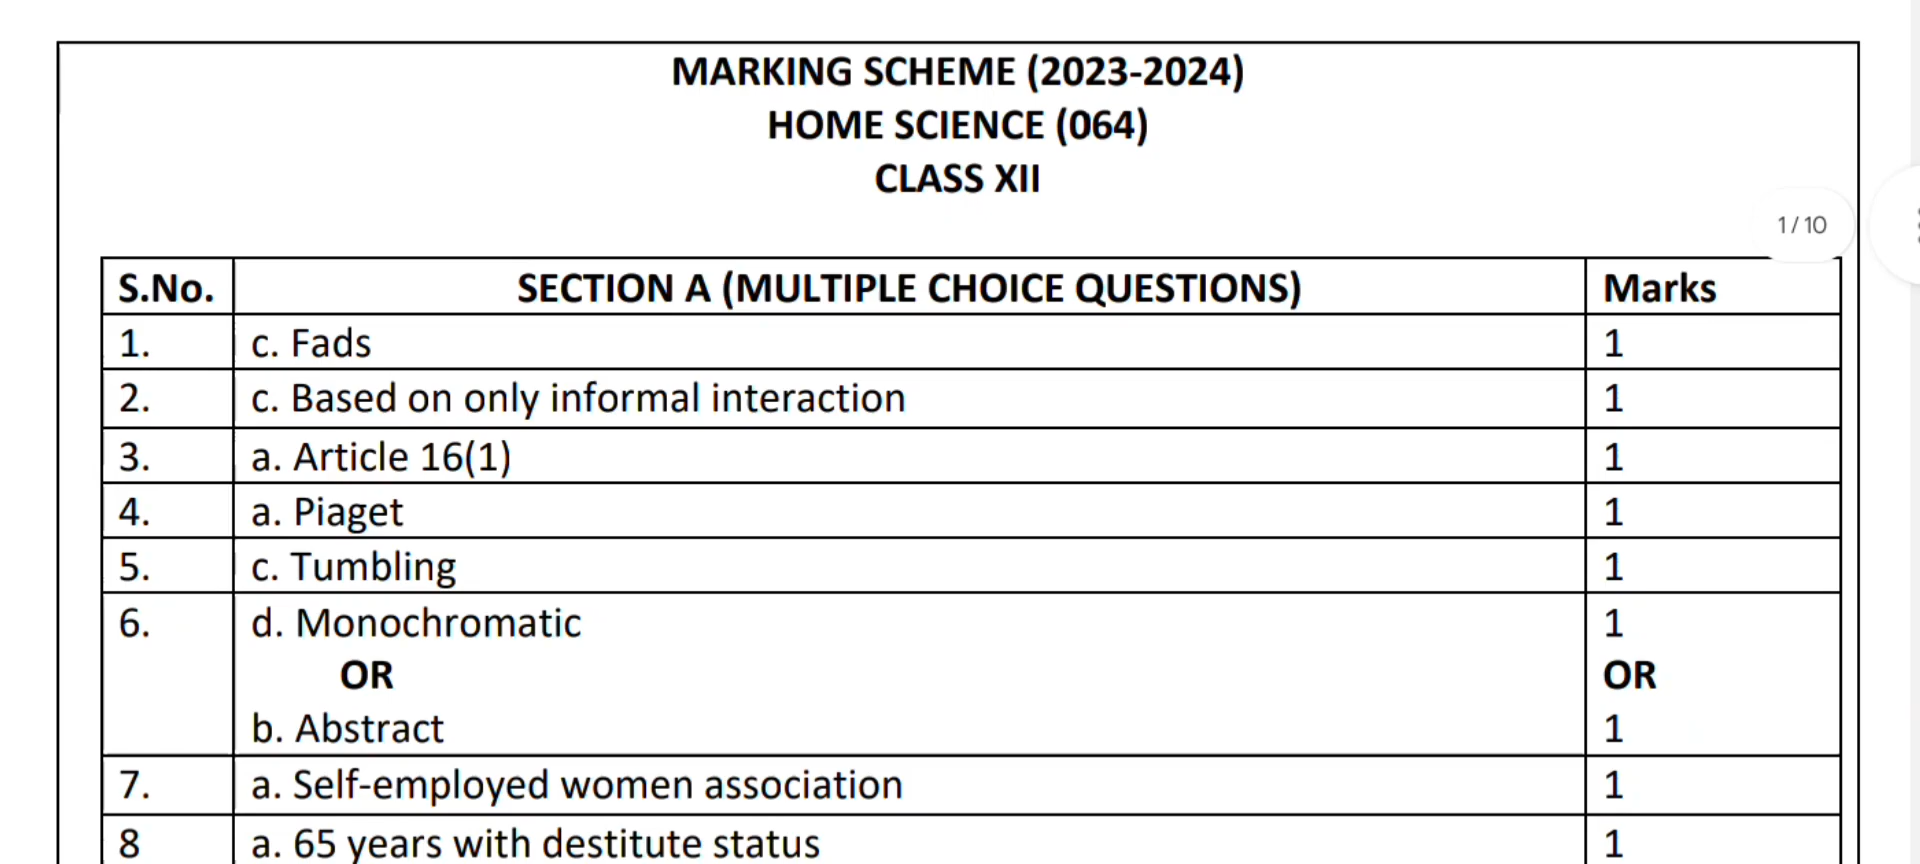 MARKING SCHEME (2023-2024)
HOME SCIENCE (064)
CLASS XII
1/10
S.No. SECTION A (MULTIPLE CHOICE QUESTIONS) Marks
1. c. Fads 1
2. c. Based on only informal interaction 1
3. a. Article 16(1) 1
4. a. Piaget 1
5. c. Tumbling 1
6. d. Monochromatic 1
OR OR
b. Abstract 1
7. a. Self-employed women association 1
8 a. 65 years with destitute status 1